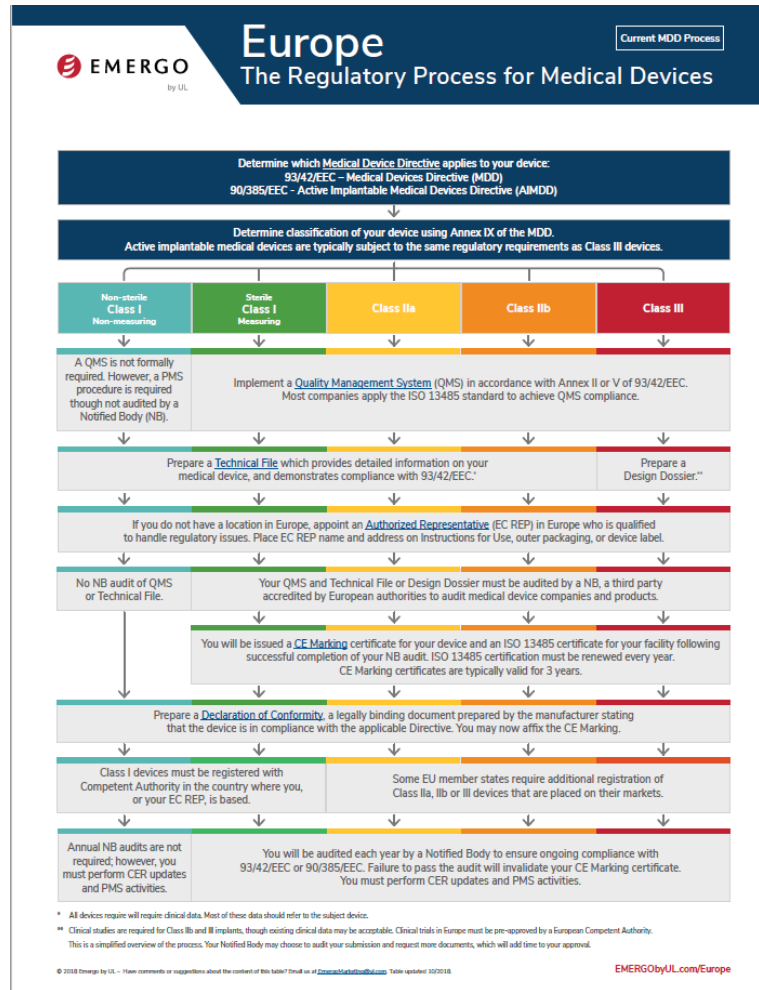 EMERGO
by UL
Europe
The Regulatory Process for Medical Devices
Current MDD Process
Determine which Medical Device Directive applies to your device:
93/42/EEC – Medical Devices Directive (MDD)
90/385/EEC - Active Implantable Medical Devices Directive (AIMDD)
Determine classification of your device using Annex IX of the MDD.
Active implantable medical devices are typically subject to the same regulatory requirements as Class III devices.
Non-sterile
Class I
Non-measuring
Sterile
Class I
Measuring
Class IIa
Class IIb
Class III
A QMS is not formally
required. However, a PMS
procedure is required
though not audited by a
Notified Body (NB).
Implement a Quality Management System (QMS) in accordance with Annex II or V of 93/42/EEC.
Most companies apply the ISO 13485 standard to achieve QMS compliance.
Prepare a Technical File which provides detailed information on your
medical device, and demonstrates compliance with 93/42/EEC.*
Prepare a
Design Dossier.**
If you do not have a location in Europe, appoint an Authorized Representative (EC REP) in Europe who is qualified
to handle regulatory issues. Place EC REP name and address on Instructions for Use, outer packaging, or device label.
No NB audit of QMS
or Technical File.
Your QMS and Technical File or Design Dossier must be audited by a NB, a third party
accredited by European authorities to audit medical device companies and products.
You will be issued a CE Marking certificate for your device and an ISO 13485 certificate for your facility following
successful completion of your NB audit. ISO 13485 certification must be renewed every year.
CE Marking certificates are typically valid for 3 years.
Prepare a Declaration of Conformity, a legally binding document prepared by the manufacturer stating
that the device is in compliance with the applicable Directive. You may now affix the CE Marking.
Class I devices must be registered with
Competent Authority in the country where you,
or your EC REP, is based.
Some EU member states require additional registration of
Class IIa, IIb or III devices that are placed on their markets.
Annual NB audits are not
required; however, you
must perform CER updates
and PMS activities.
You will be audited each year by a Notified Body to ensure ongoing compliance with
93/42/EEC or 90/385/EEC. Failure to pass the audit will invalidate your CE Marking certificate.
You must perform CER updates and PMS activities.
* All devices require will require clinical data. Most of these data should refer to the subject device.
** Clinical studies are required for Class IIb and III implants, though existing clinical data may be acceptable. Clinical trials in Europe must be pre-approved by a European Competent Authority.
This is a simplified overview of the process. Your Notified Body may choose to audit your submission and request more documents, which will add time to your approval.
© 2018 Emergo by UL – Have comments or suggestions about the content of this table? Email us at EmergoMarketing@ul.com. Table updated 10/2018.
EMERGObyUL.com/Europe